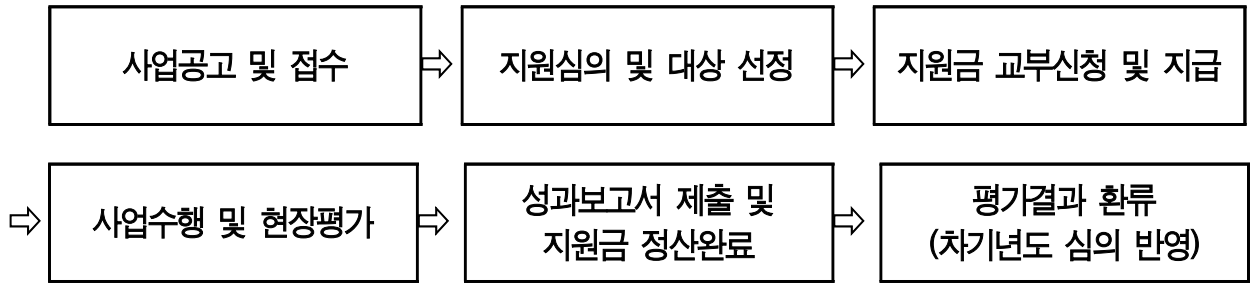 사업공고 및 접수
지원심의 및 대상 선정
지원금 교부신청 및 지급
사업수행 및 현장평가
성과보고서 제출 및
지원금 정산완료
평가결과 환류
(차기년도 심의 반영)